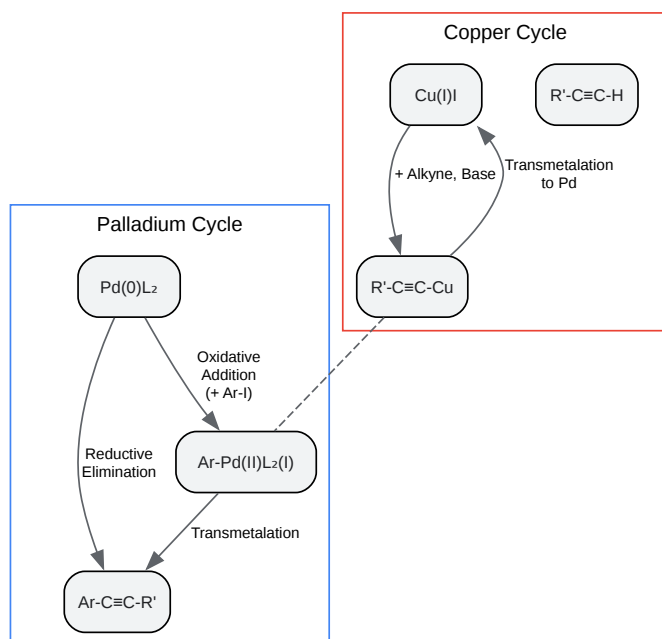 Copper Cycle
Cu(I)I
R'-C≡C-H
+ Alkyne, Base
Transmetalation
to Pd
R'-C≡C-Cu
Palladium Cycle
Pd(0)L₂
Oxidative
Addition
(+ Ar-I)
Reductive
Elimination
Ar-Pd(II)L₂(I)
Transmetalation
Ar-C≡C-R'